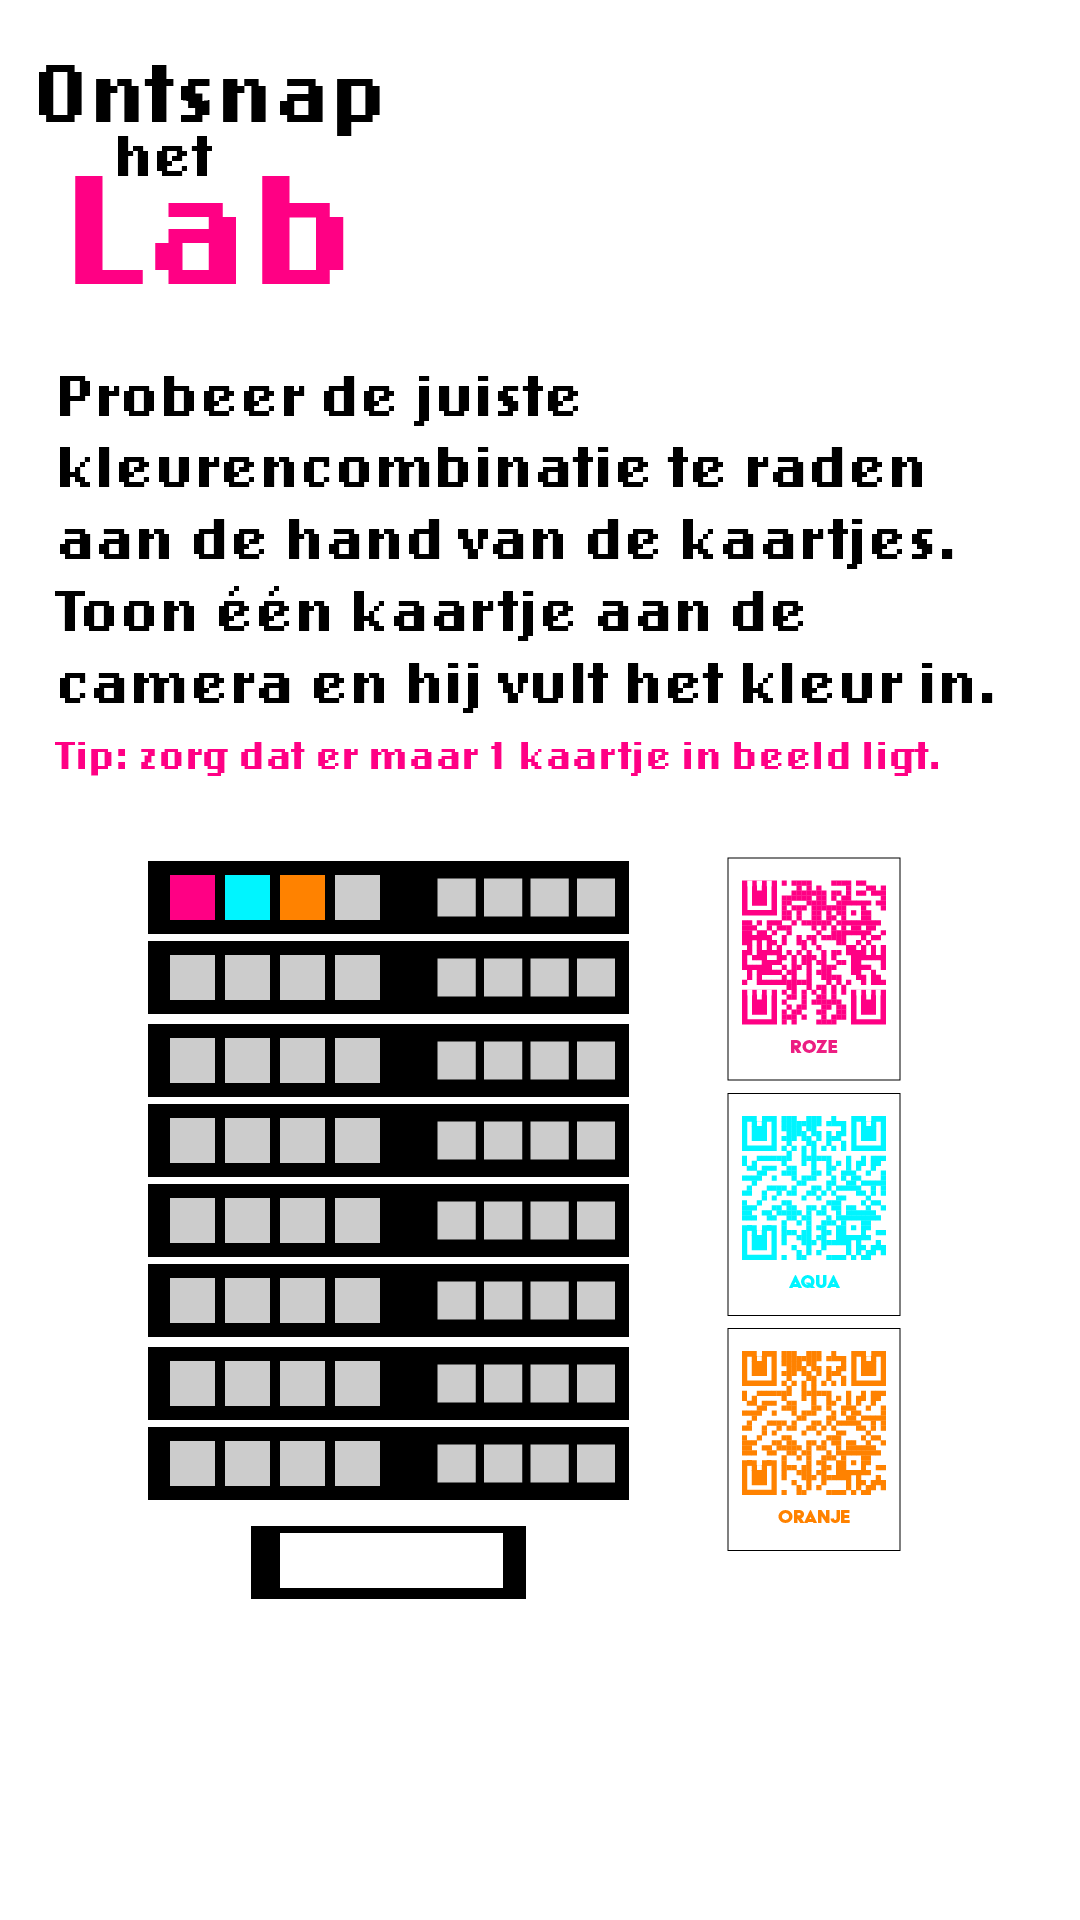 Ontsnap
het
Lab
Probeer de juiste
kleurencombinatie te raden
aan de hand van de kaartjes.
Toon één kaartje aan de
camera en hij vult het kleur in.
Tip: zorg dat er maar 1 kaartje in beeld ligt.
ROZE
AQUA
ORANJE